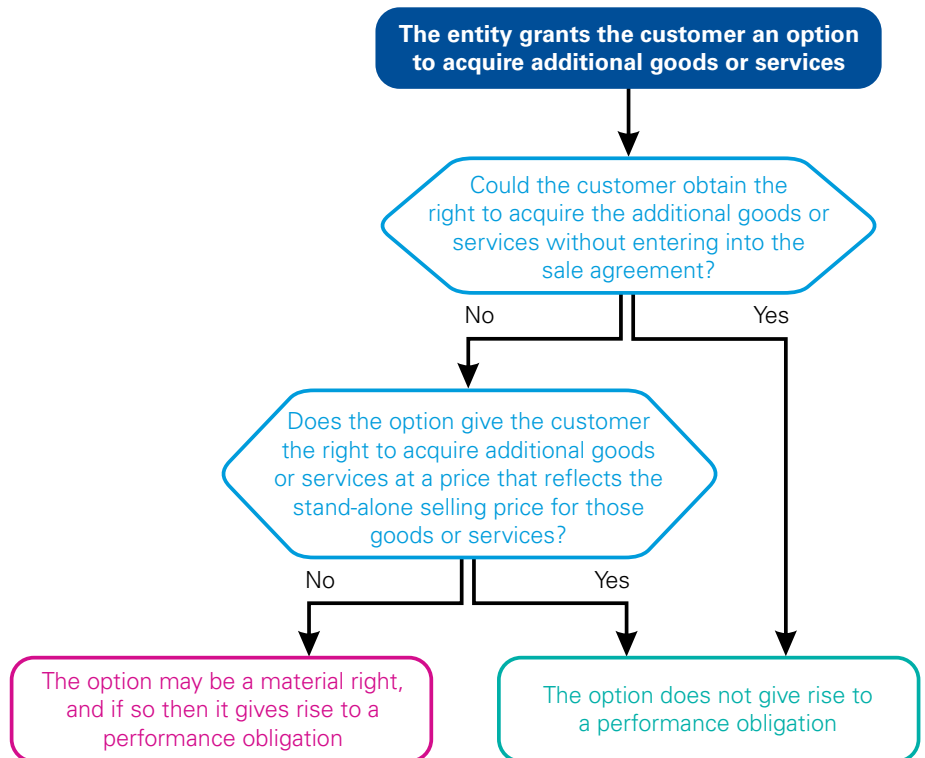 The entity grants the customer an option
to acquire additional goods or services
Could the customer obtain the
right to acquire the additional goods or
services without entering into the
sale agreement?
No
Yes
Does the option give the customer
the right to acquire additional goods
or services at a price that reflects the
stand-alone selling price for those
goods or services?
No
Yes
The option may be a material right,
and if so then it gives rise to a
performance obligation
The option does not give rise to
a performance obligation